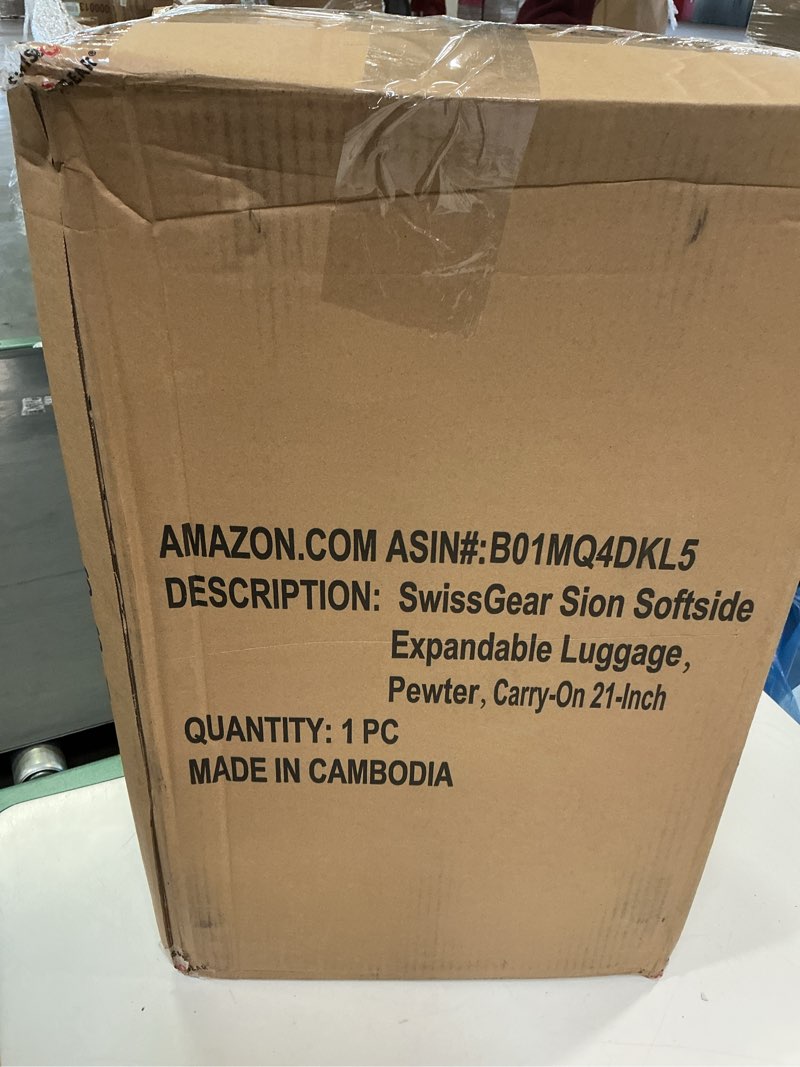 GEAR®
AMAZON.COM ASIN#:B01MQ4DKL5
DESCRIPTION: SwissGear Sion Softside
Expandable Luggage,
Pewter, Carry-On 21-Inch
QUANTITY: 1 PC
MADE IN CAMBODIA